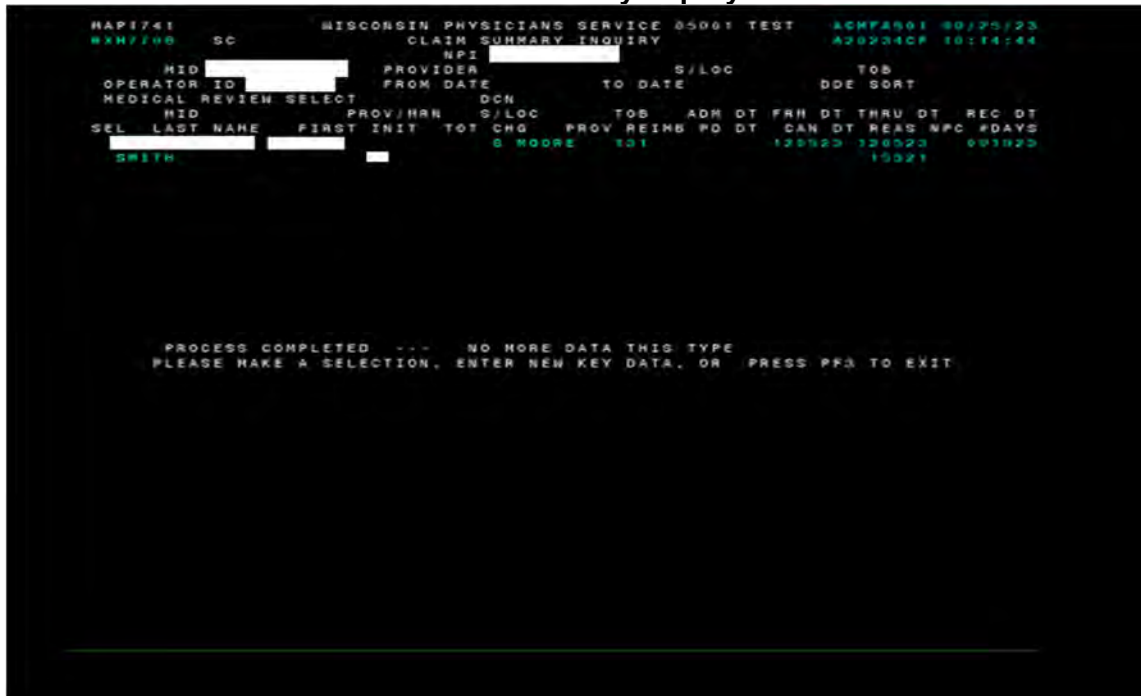 MAP1741 WISCONSIN PHYSICIANS SERVICE 05001 TEST
SC CLAIM SUMMARY INQUIRY 10:14:44
NPI
MID PROVIDER S/LOC TOB
OPERATOR ID FROM DATE TO DATE DDE SORT
MEDICAL REVIEW SELECT DCN
MID PROV/MRN S/LOC TOB ADM DT FRM DT THRU DT REC DT
SEL LAST NAME FIRST INIT TOT CHG PROV REIMB PD DT CAN DT REAS NPC #DAYS
MOORE 131 120523 120523
SMITH 15321
PROCESS COMPLETED --- NO MORE DATA THIS TYPE
PLEASE MAKE A SELECTION, ENTER NEW KEY DATA, OR PRESS PF3 TO EXIT